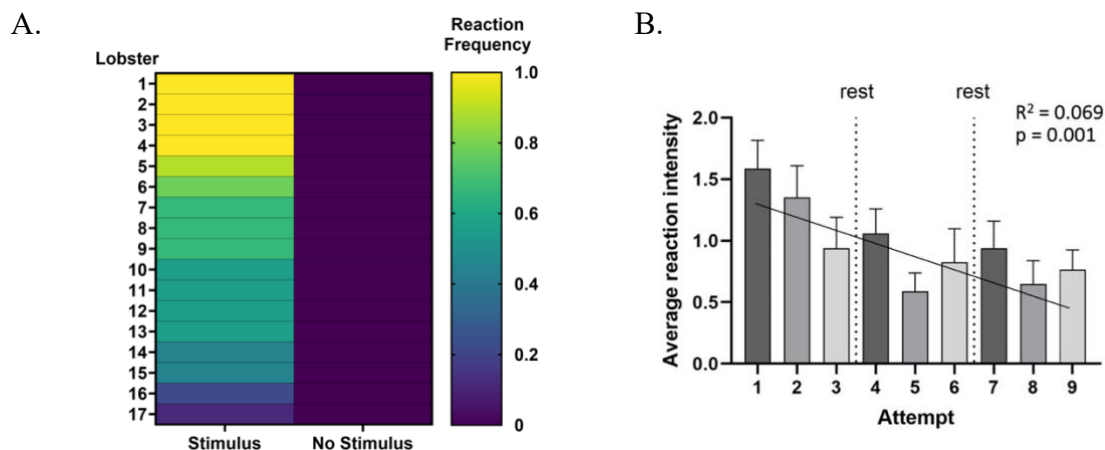 A.
Lobster
Reaction
Frequency
1
2
3
4
5
6
7
8
9
10
11
12
13
14
15
16
17
Stimulus
No Stimulus
1.0
0.8
0.6
0.4
0.2
0
B.
rest
rest
R² = 0.069
p = 0.001
Average reaction intensity
2.0
1.5
1.0
0.5
0.0
1 2 3 4 5 6 7 8 9
Attempt